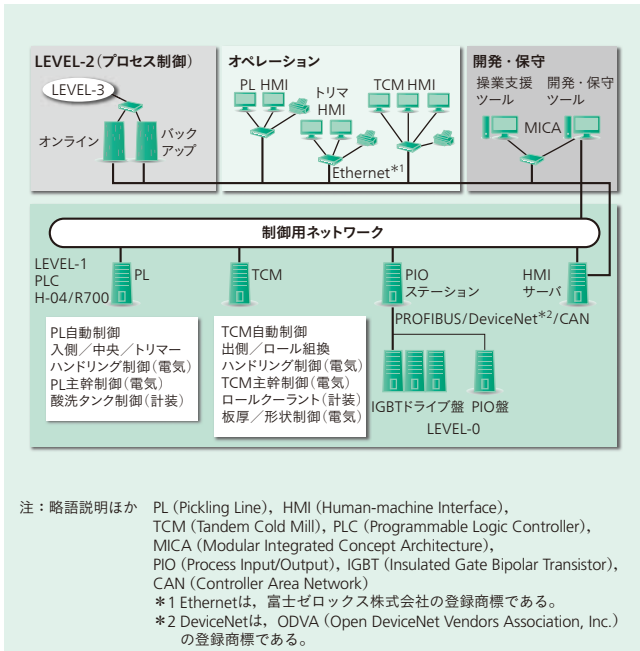 LEVEL-2（プロセス制御）
LEVEL-3
オンライン
バック
アップ
オペレーション
PL HMI
トリマ
HMI
TCM HMI
Ethernet*1
開発・保守
操業支援
ツール
開発・保守
ツール
MICA
制御用ネットワーク
LEVEL-1
PLC
H-04/R700
PL
TCM
PIO
ステーション
HMI
サーバ
PROFIBUS/DeviceNet*2/CAN
PL自動制御
入側／中央／トリマー
ハンドリング制御（電気）
PL主幹制御（電気）
酸洗タンク制御（計装）
TCM自動制御
出側／ロール組換
ハンドリング制御（電気）
TCM主幹制御（電気）
ロールクーラント（計装）
板厚／形状制御（電気）
IGBTドライブ盤
PIO盤
LEVEL-0
注：略語説明ほか　PL（Pickling Line），HMI（Human-machine Interface），
TCM（Tandem Cold Mill），PLC（Programmable Logic Controller），
MICA（Modular Integrated Concept Architecture），
PIO（Process Input/Output），IGBT（Insulated Gate Bipolar Transistor），
CAN（Controller Area Network）
＊1 Ethernetは，富士ゼロックス株式会社の登録商標である。
＊2 DeviceNetは，ODVA（Open DeviceNet Vendors Association, Inc.）
の登録商標である。